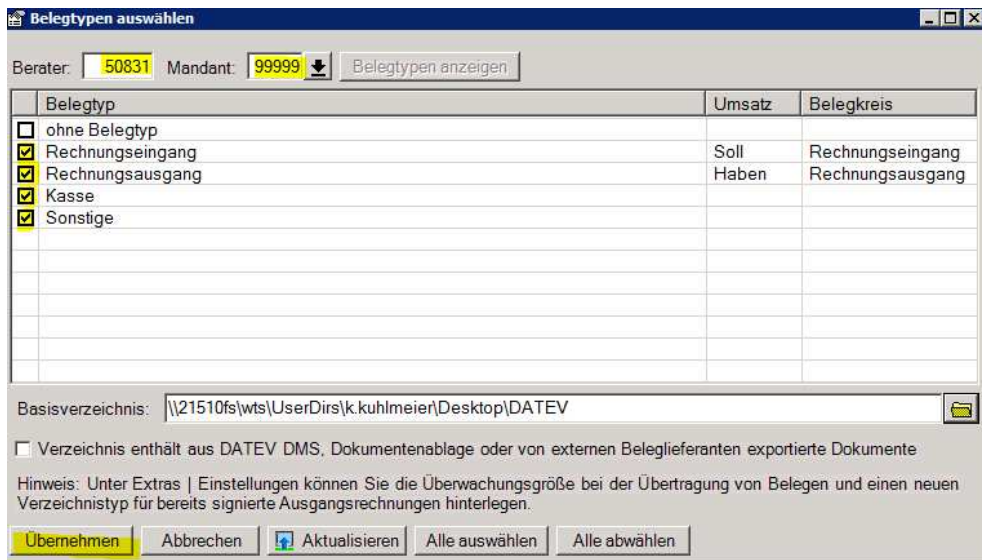 Belegtypen auswählen
Berater: 50831 Mandant: 99999 Belegtypen anzeigen
Belegtyp Umsatz Belegkreis
ohne Belegtyp
Rechnungseingang Soll Rechnungseingang
Rechnungsausgang Haben Rechnungsausgang
Kasse
Sonstige
Basisverzeichnis: \\21510fs\wts\UserDirs\k.kuhlmeier\Desktop\DATEV
Verzeichnis enthält aus DATEV DMS, Dokumentenablage oder von externen Beleglieferanten exportierte Dokumente
Hinweis: Unter Extras | Einstellungen können Sie die Überwachungsgröße bei der Übertragung von Belegen und einen neuen
Verzeichnistyp für bereits signierte Ausgangsrechnungen hinterlegen.
Übernehmen Abbrechen Aktualisieren Alle auswählen Alle abwählen